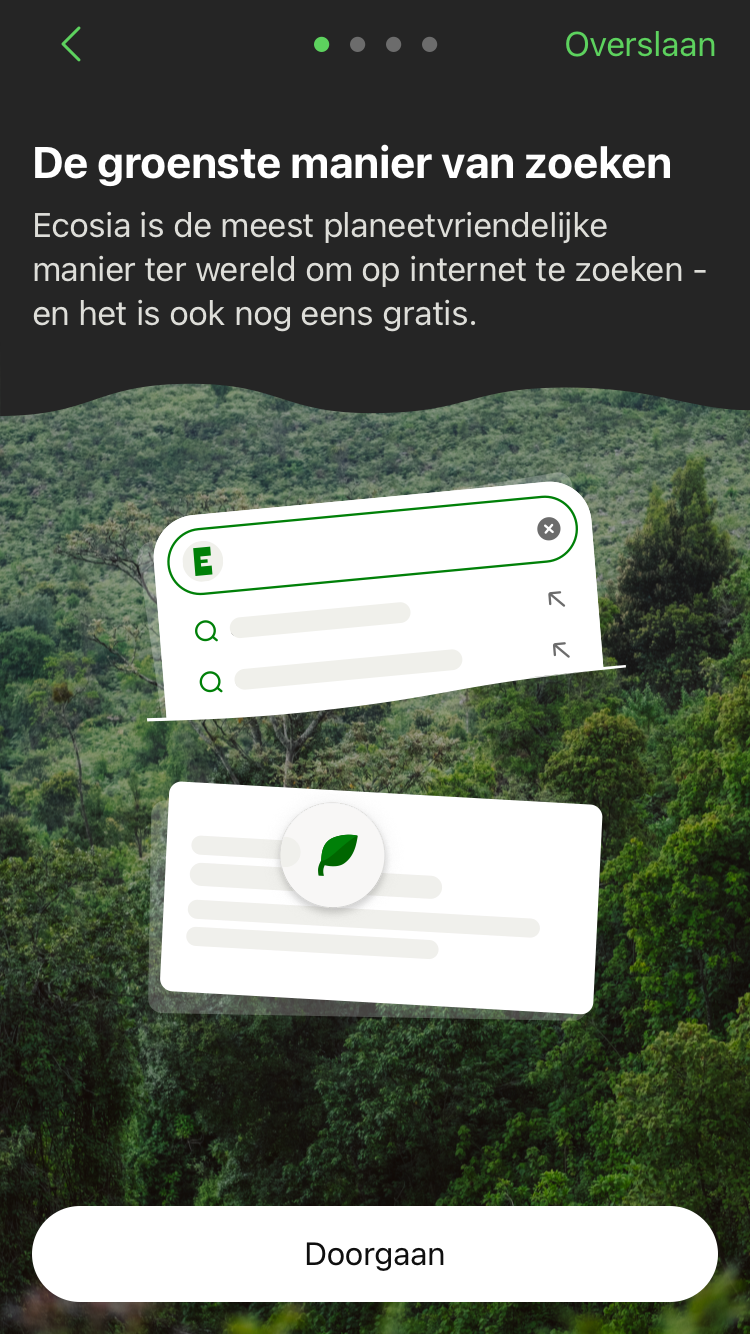 Overslaan
De groenste manier van zoeken
Ecosia is de meest planeetvriendelijke
manier ter wereld om op internet te zoeken -
en het is ook nog eens gratis.
E
Doorgaan